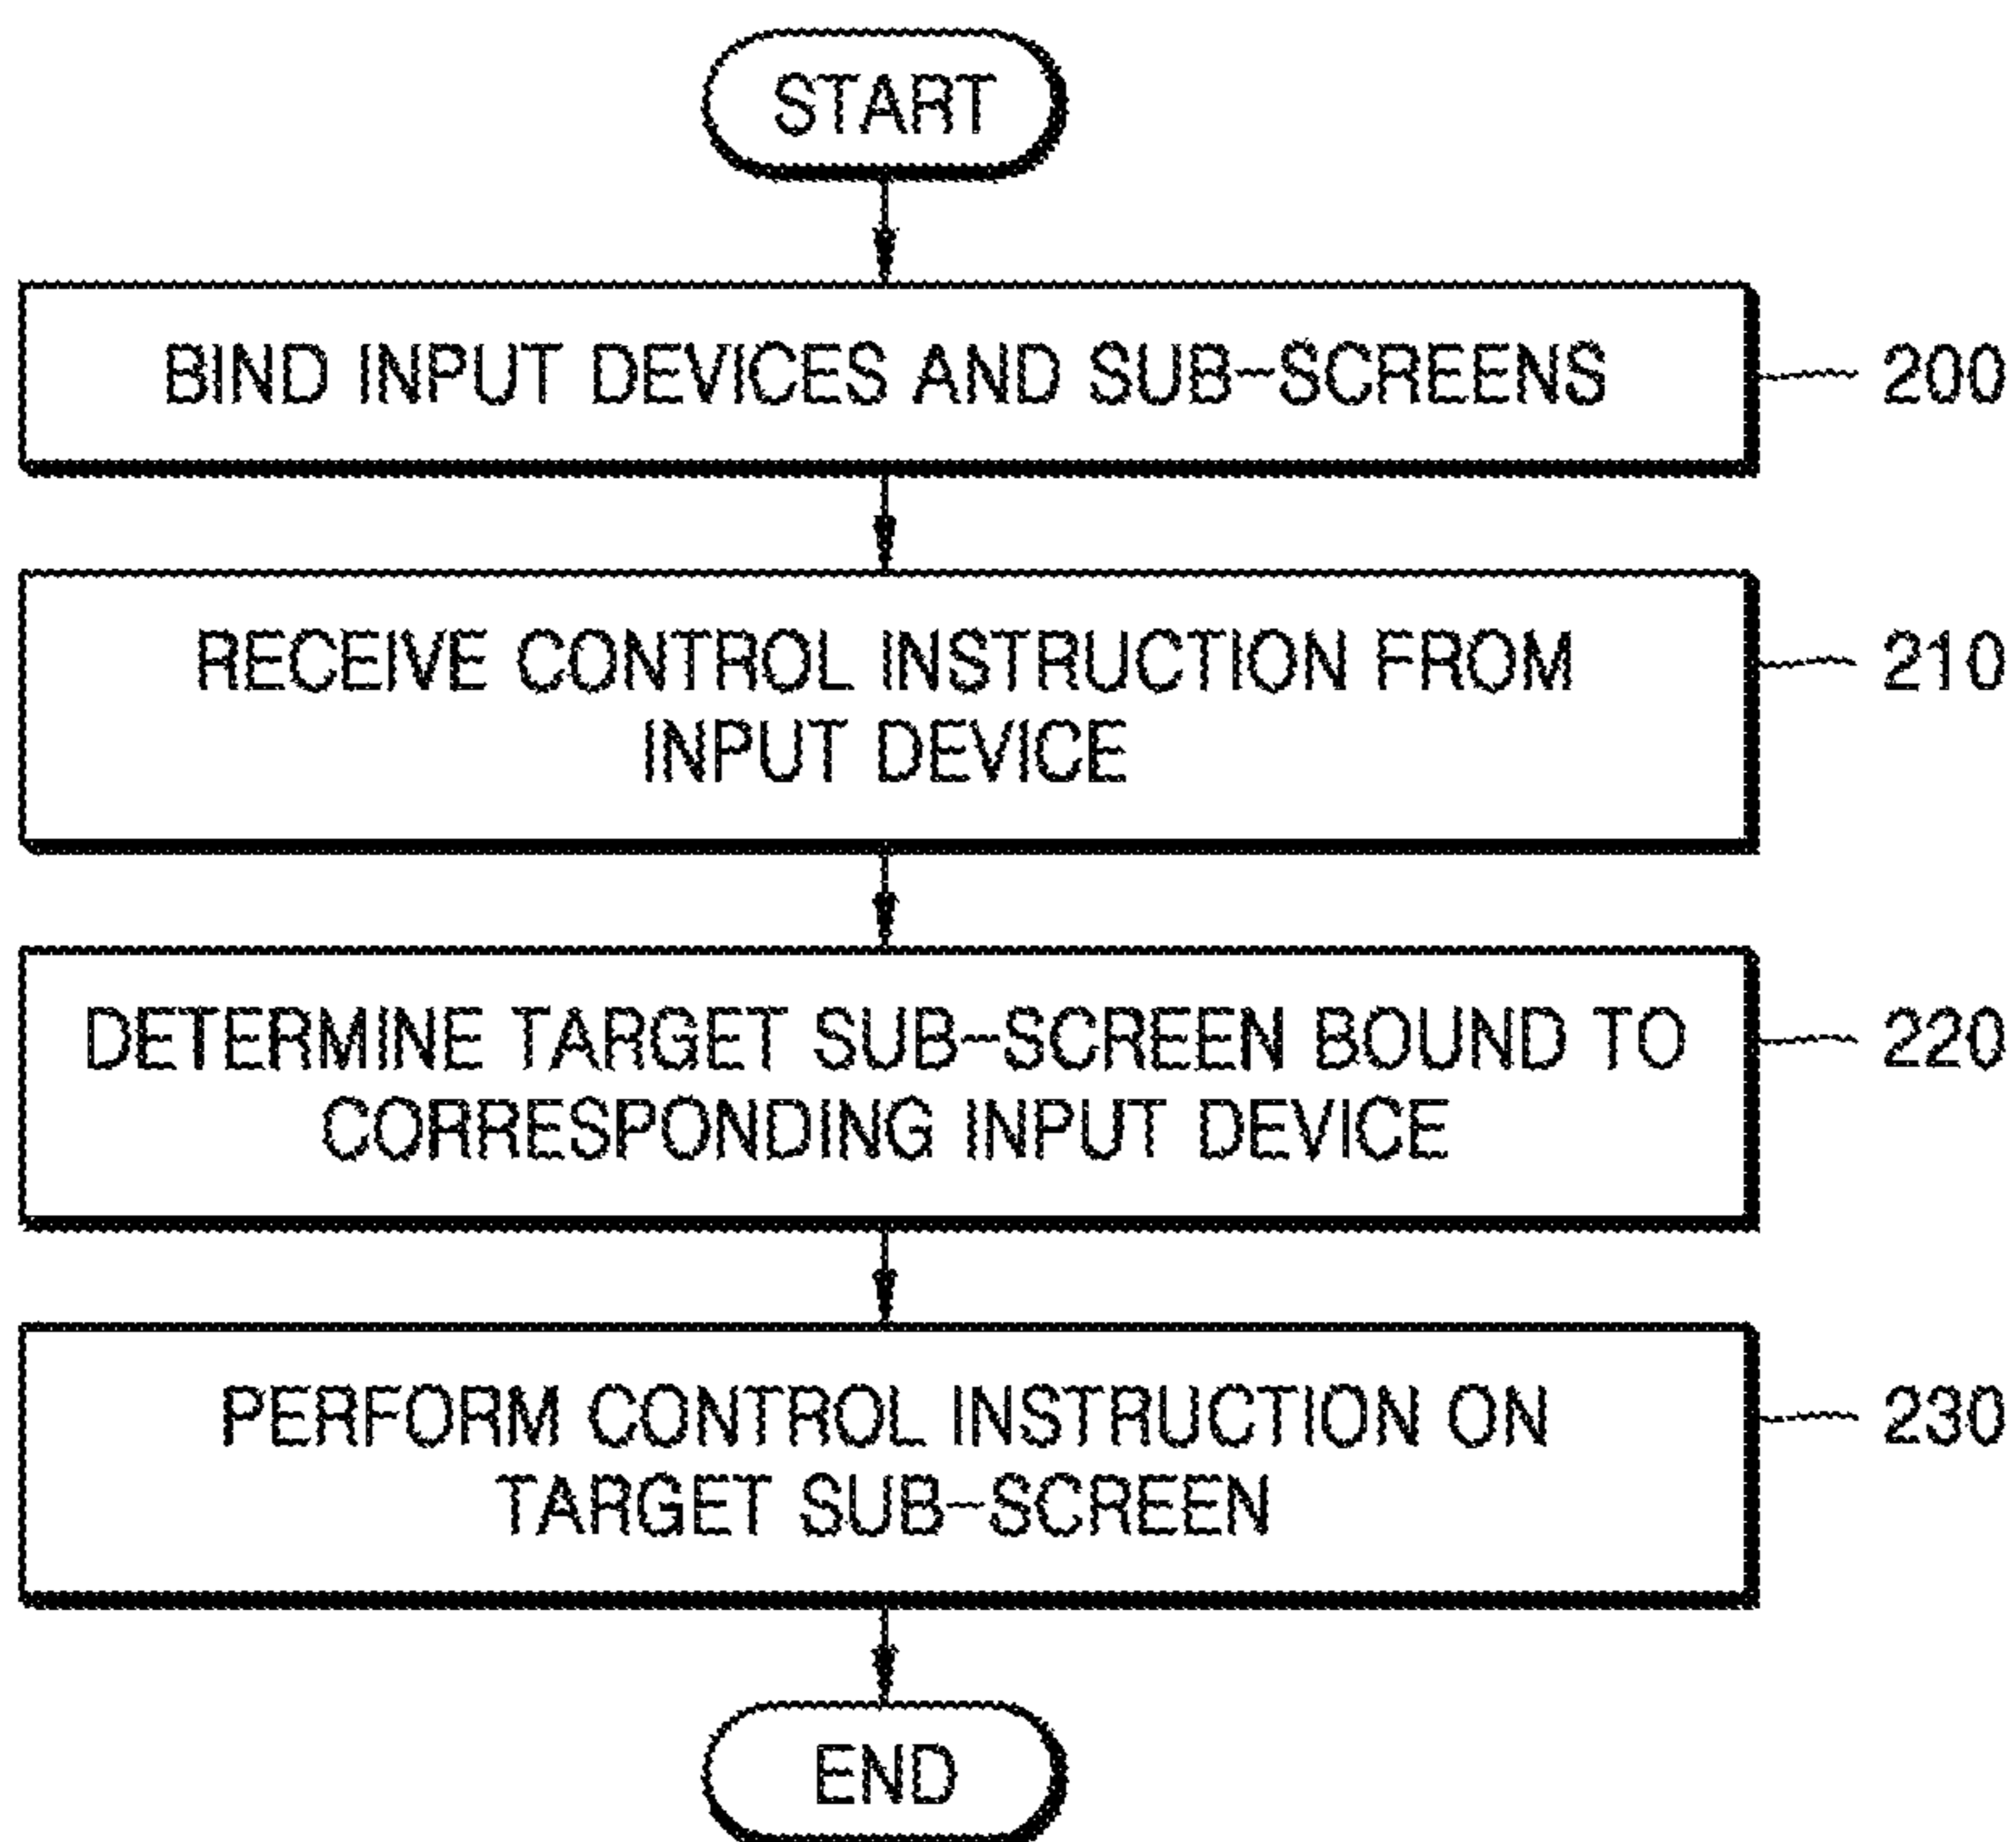 START
BIND INPUT DEVICES AND SUB-SCREENS
200
RECEIVE CONTROL INSTRUCTION FROM
INPUT DEVICE
210
DETERMINE TARGET SUB-SCREEN BOUND TO
CORRESPONDING INPUT DEVICE
220
PERFORM CONTROL INSTRUCTION ON
TARGET SUB-SCREEN
230
END